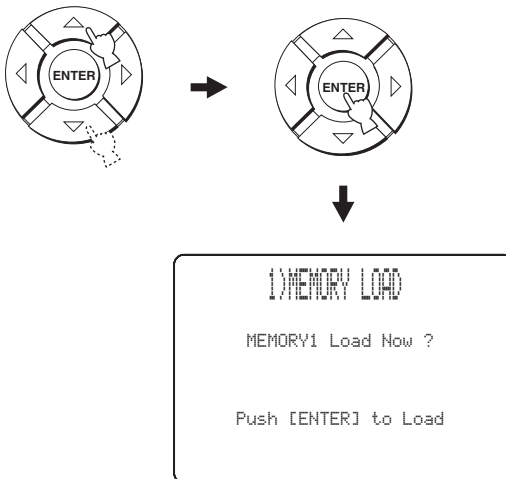 ENTER
ENTER
1)MEMORY LOAD
MEMORY1 Load Now ?
Push [ENTER] to Load